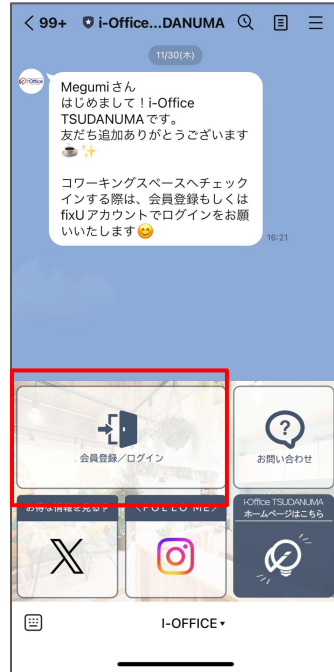 99+ i-Office...DANUMA
11/30(木)
i-Office
Megumiさん
はじめまして！i-Office
TSUDANUMAです。
友だち追加ありがとうございます
コワーキングスペースへチェック
インする際は、会員登録もしくは
fixUアカウントでログインをお願
いいたします
16:21
会員登録／ログイン
?
お問い合わせ
お得な情報を見る
＼FOLLO ME／
i-Office TSUDANUMA
ホームページはこちら
I-OFFICE▾